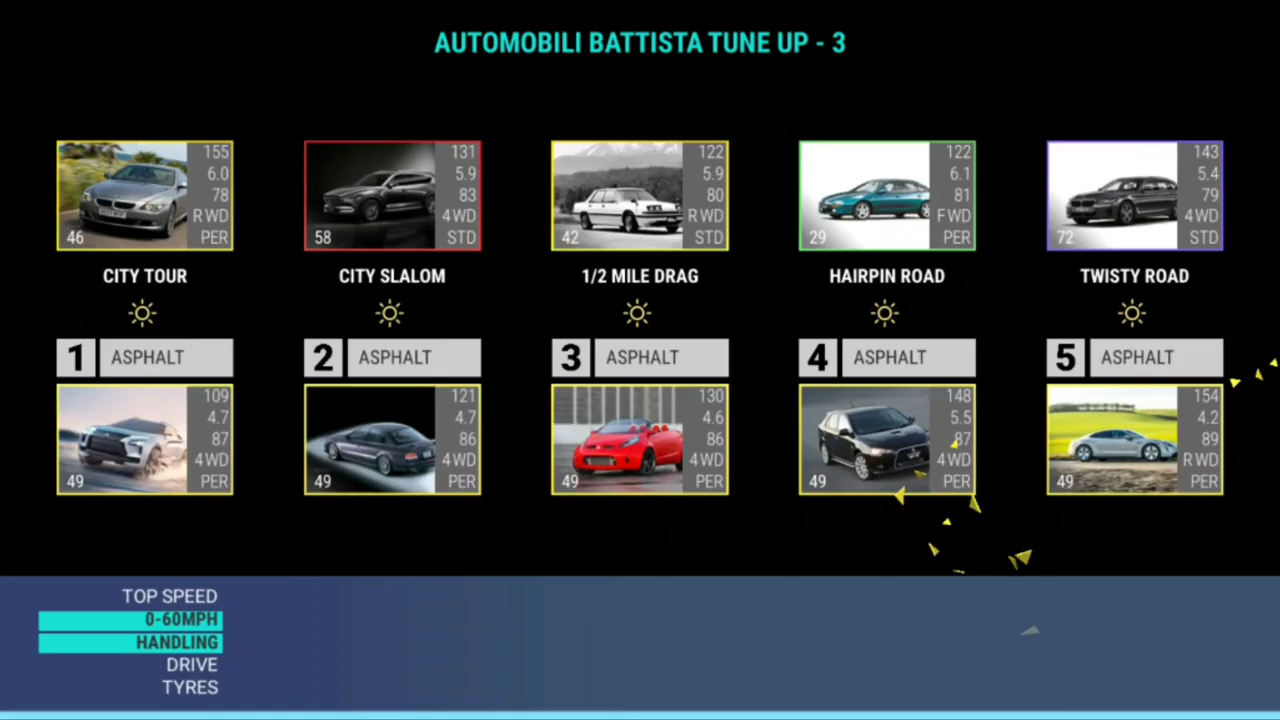 AUTOMOBILI BATTISTA TUNE UP - 3
155
6.0
78
RWD
PER
46
131
5.9
83
4WD
STD
58
122
5.9
80
RWD
STD
42
122
6.1
81
FWD
PER
29
143
5.4
79
4WD
STD
72
CITY TOUR
CITY SLALOM
1/2 MILE DRAG
HAIRPIN ROAD
TWISTY ROAD
1 ASPHALT
2 ASPHALT
3 ASPHALT
4 ASPHALT
5 ASPHALT
109
4.7
87
4WD
PER
49
121
4.7
86
4WD
PER
49
130
4.6
86
4WD
PER
49
148
5.5
87
4WD
PER
49
154
4.2
89
RWD
PER
49
TOP SPEED
0-60MPH
HANDLING
DRIVE
TYRES